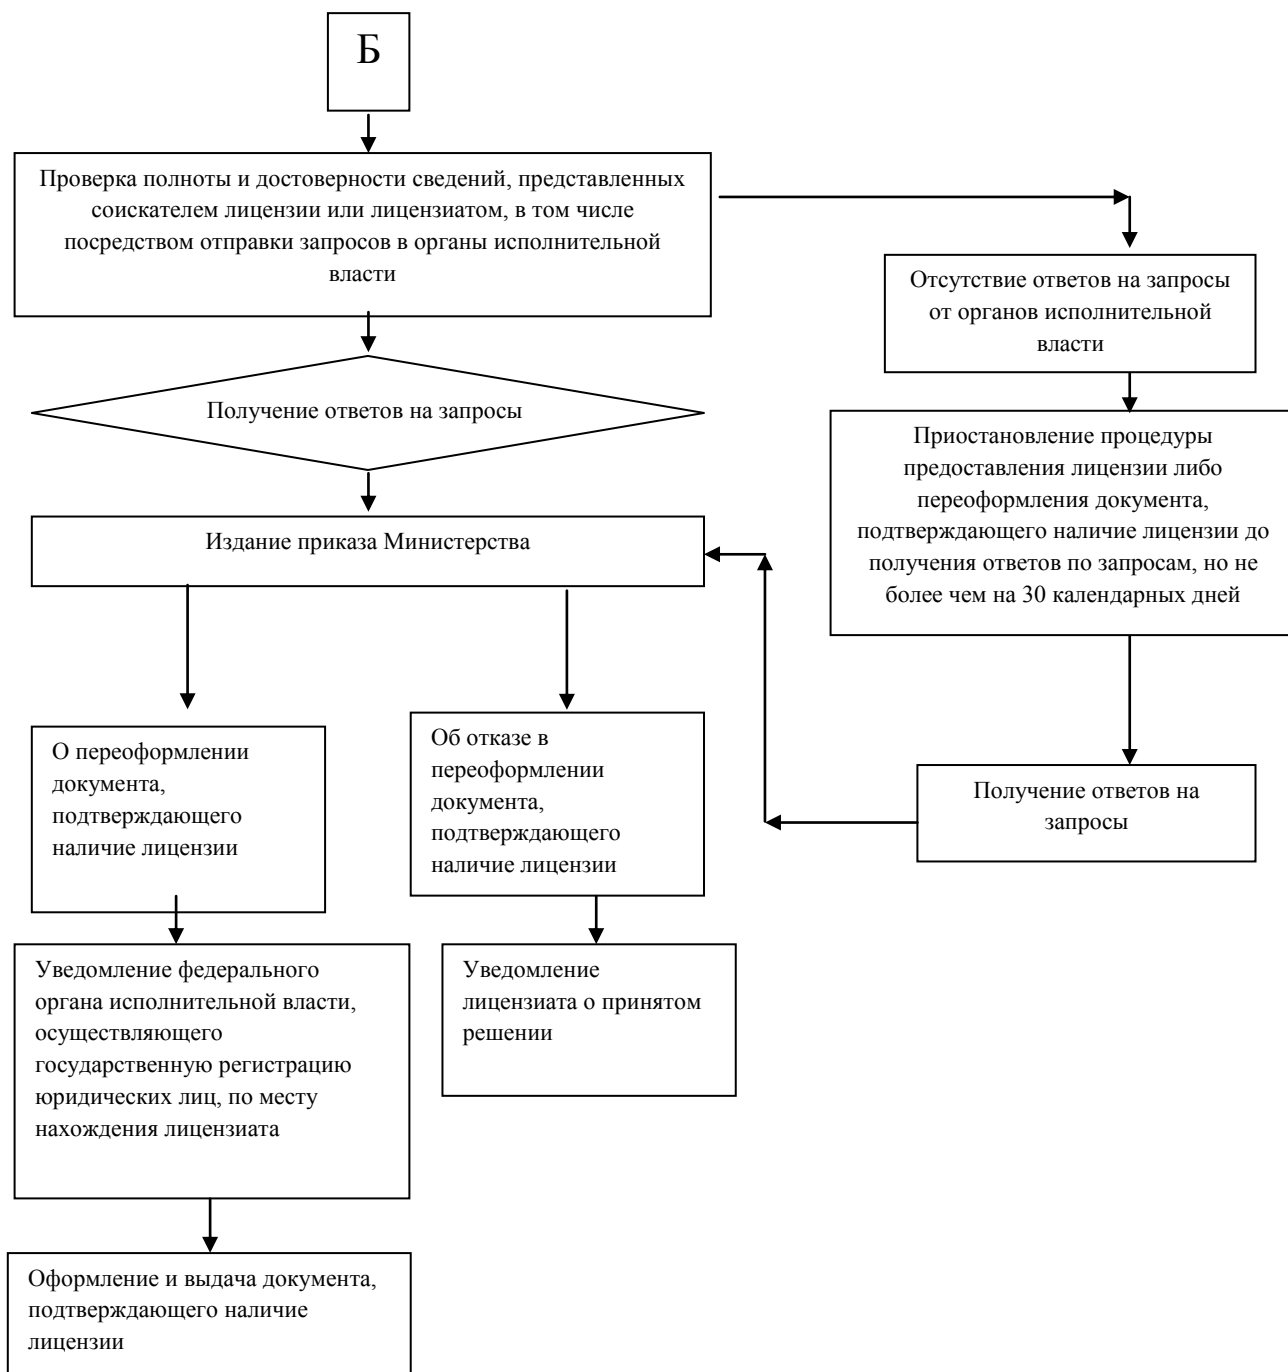 Б
Проверка полноты и достоверности сведений, представленных
соискателем лицензии или лицензиатом, в том числе
посредством отправки запросов в органы исполнительной
власти
Отсутствие ответов на запросы
от органов исполнительной
власти
Получение ответов на запросы
Приостановление процедуры
предоставления лицензии либо
переоформления документа,
подтверждающего наличие лицензии до
получения ответов по запросам, но не
более чем на 30 календарных дней
Издание приказа Министерства
О переоформлении
документа,
подтверждающего
наличие лицензии
Об отказе в
переоформлении
документа,
подтверждающего
наличие лицензии
Получение ответов на
запросы
Уведомление федерального
органа исполнительной власти,
осуществляющего
государственную регистрацию
юридических лиц, по месту
нахождения лицензиата
Уведомление
лицензиата о принятом
решении
Оформление и выдача документа,
подтверждающего наличие
лицензии